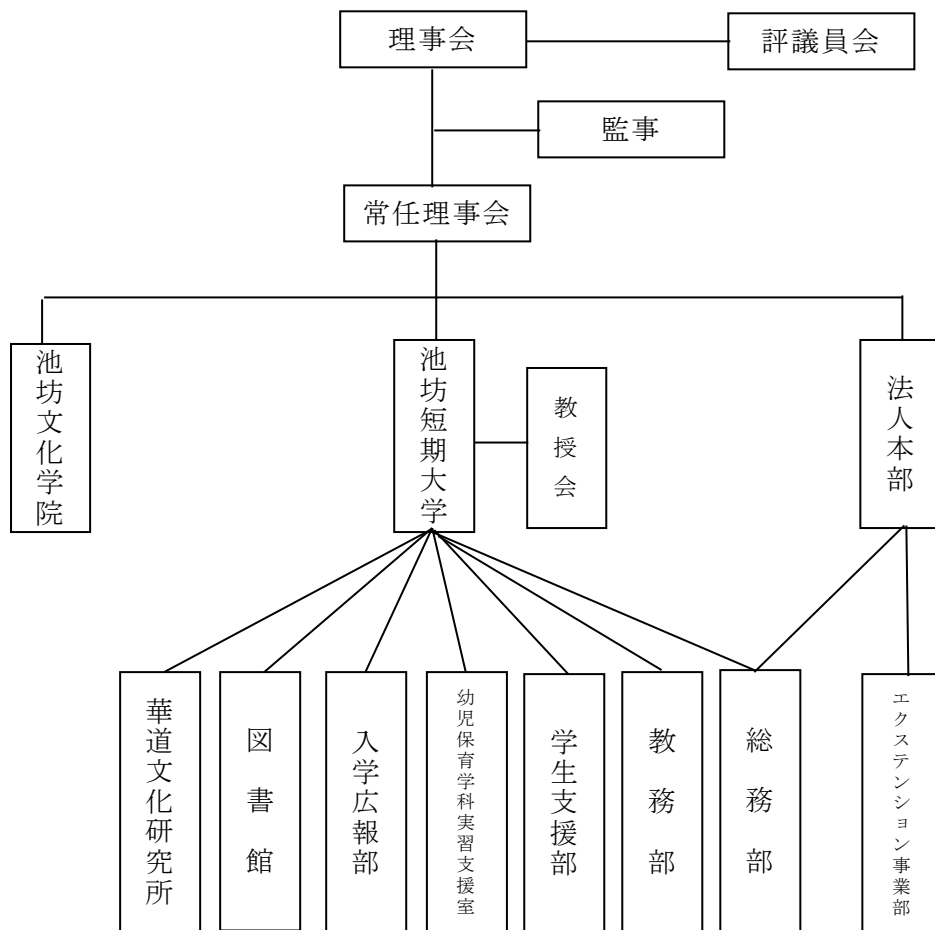 理事会
評議員会
監事
常任理事会
池坊文化学院
池坊短期大学
教授会
法人本部
華道文化研究所
図書館
入学広報部
幼児保育学科実習支援室
学生支援部
教務部
総務部
エクステンション事業部